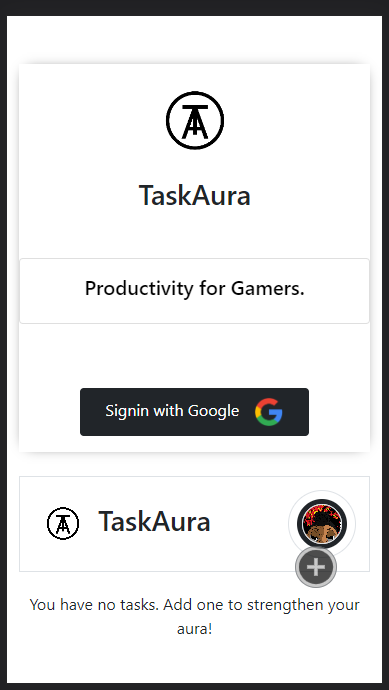 TaskAura
Productivity for Gamers.
Signin with Google
TaskAura
You have no tasks. Add one to strengthen your
aura!